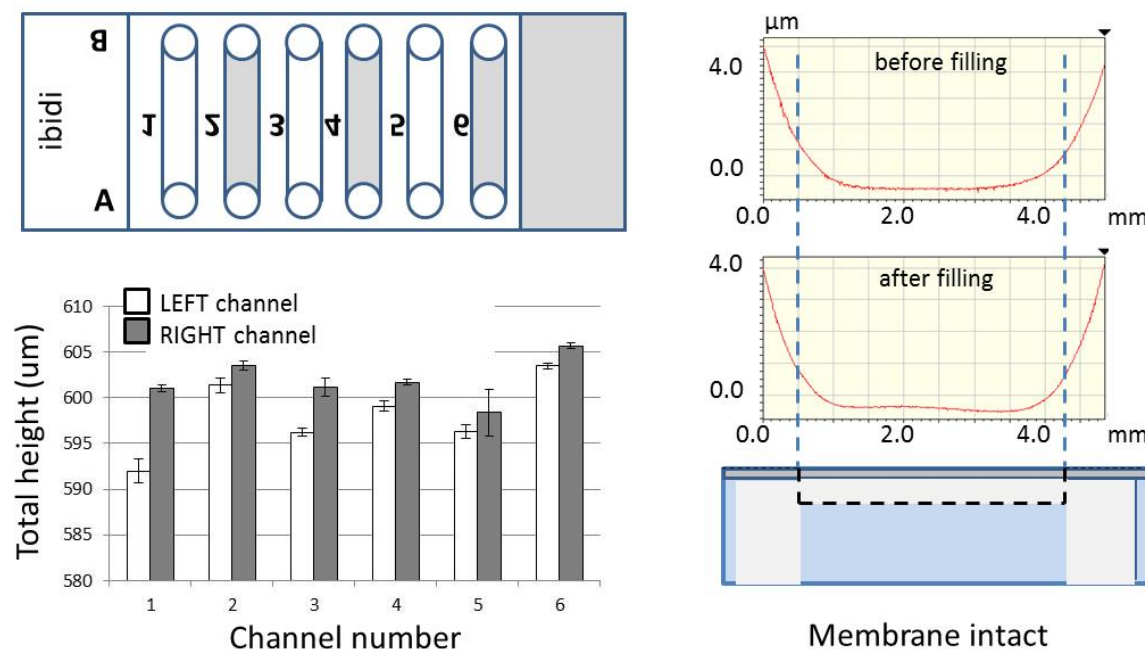 ibidi
B
A
1
2
3
4
5
6
LEFT channel
RIGHT channel
Total height (um)
610
605
600
595
590
585
580
1
2
3
4
5
6
Channel number
µm
before filling
4.0
0.0
0.0
2.0
4.0
mm
after filling
4.0
0.0
0.0
2.0
4.0
mm
Membrane intact